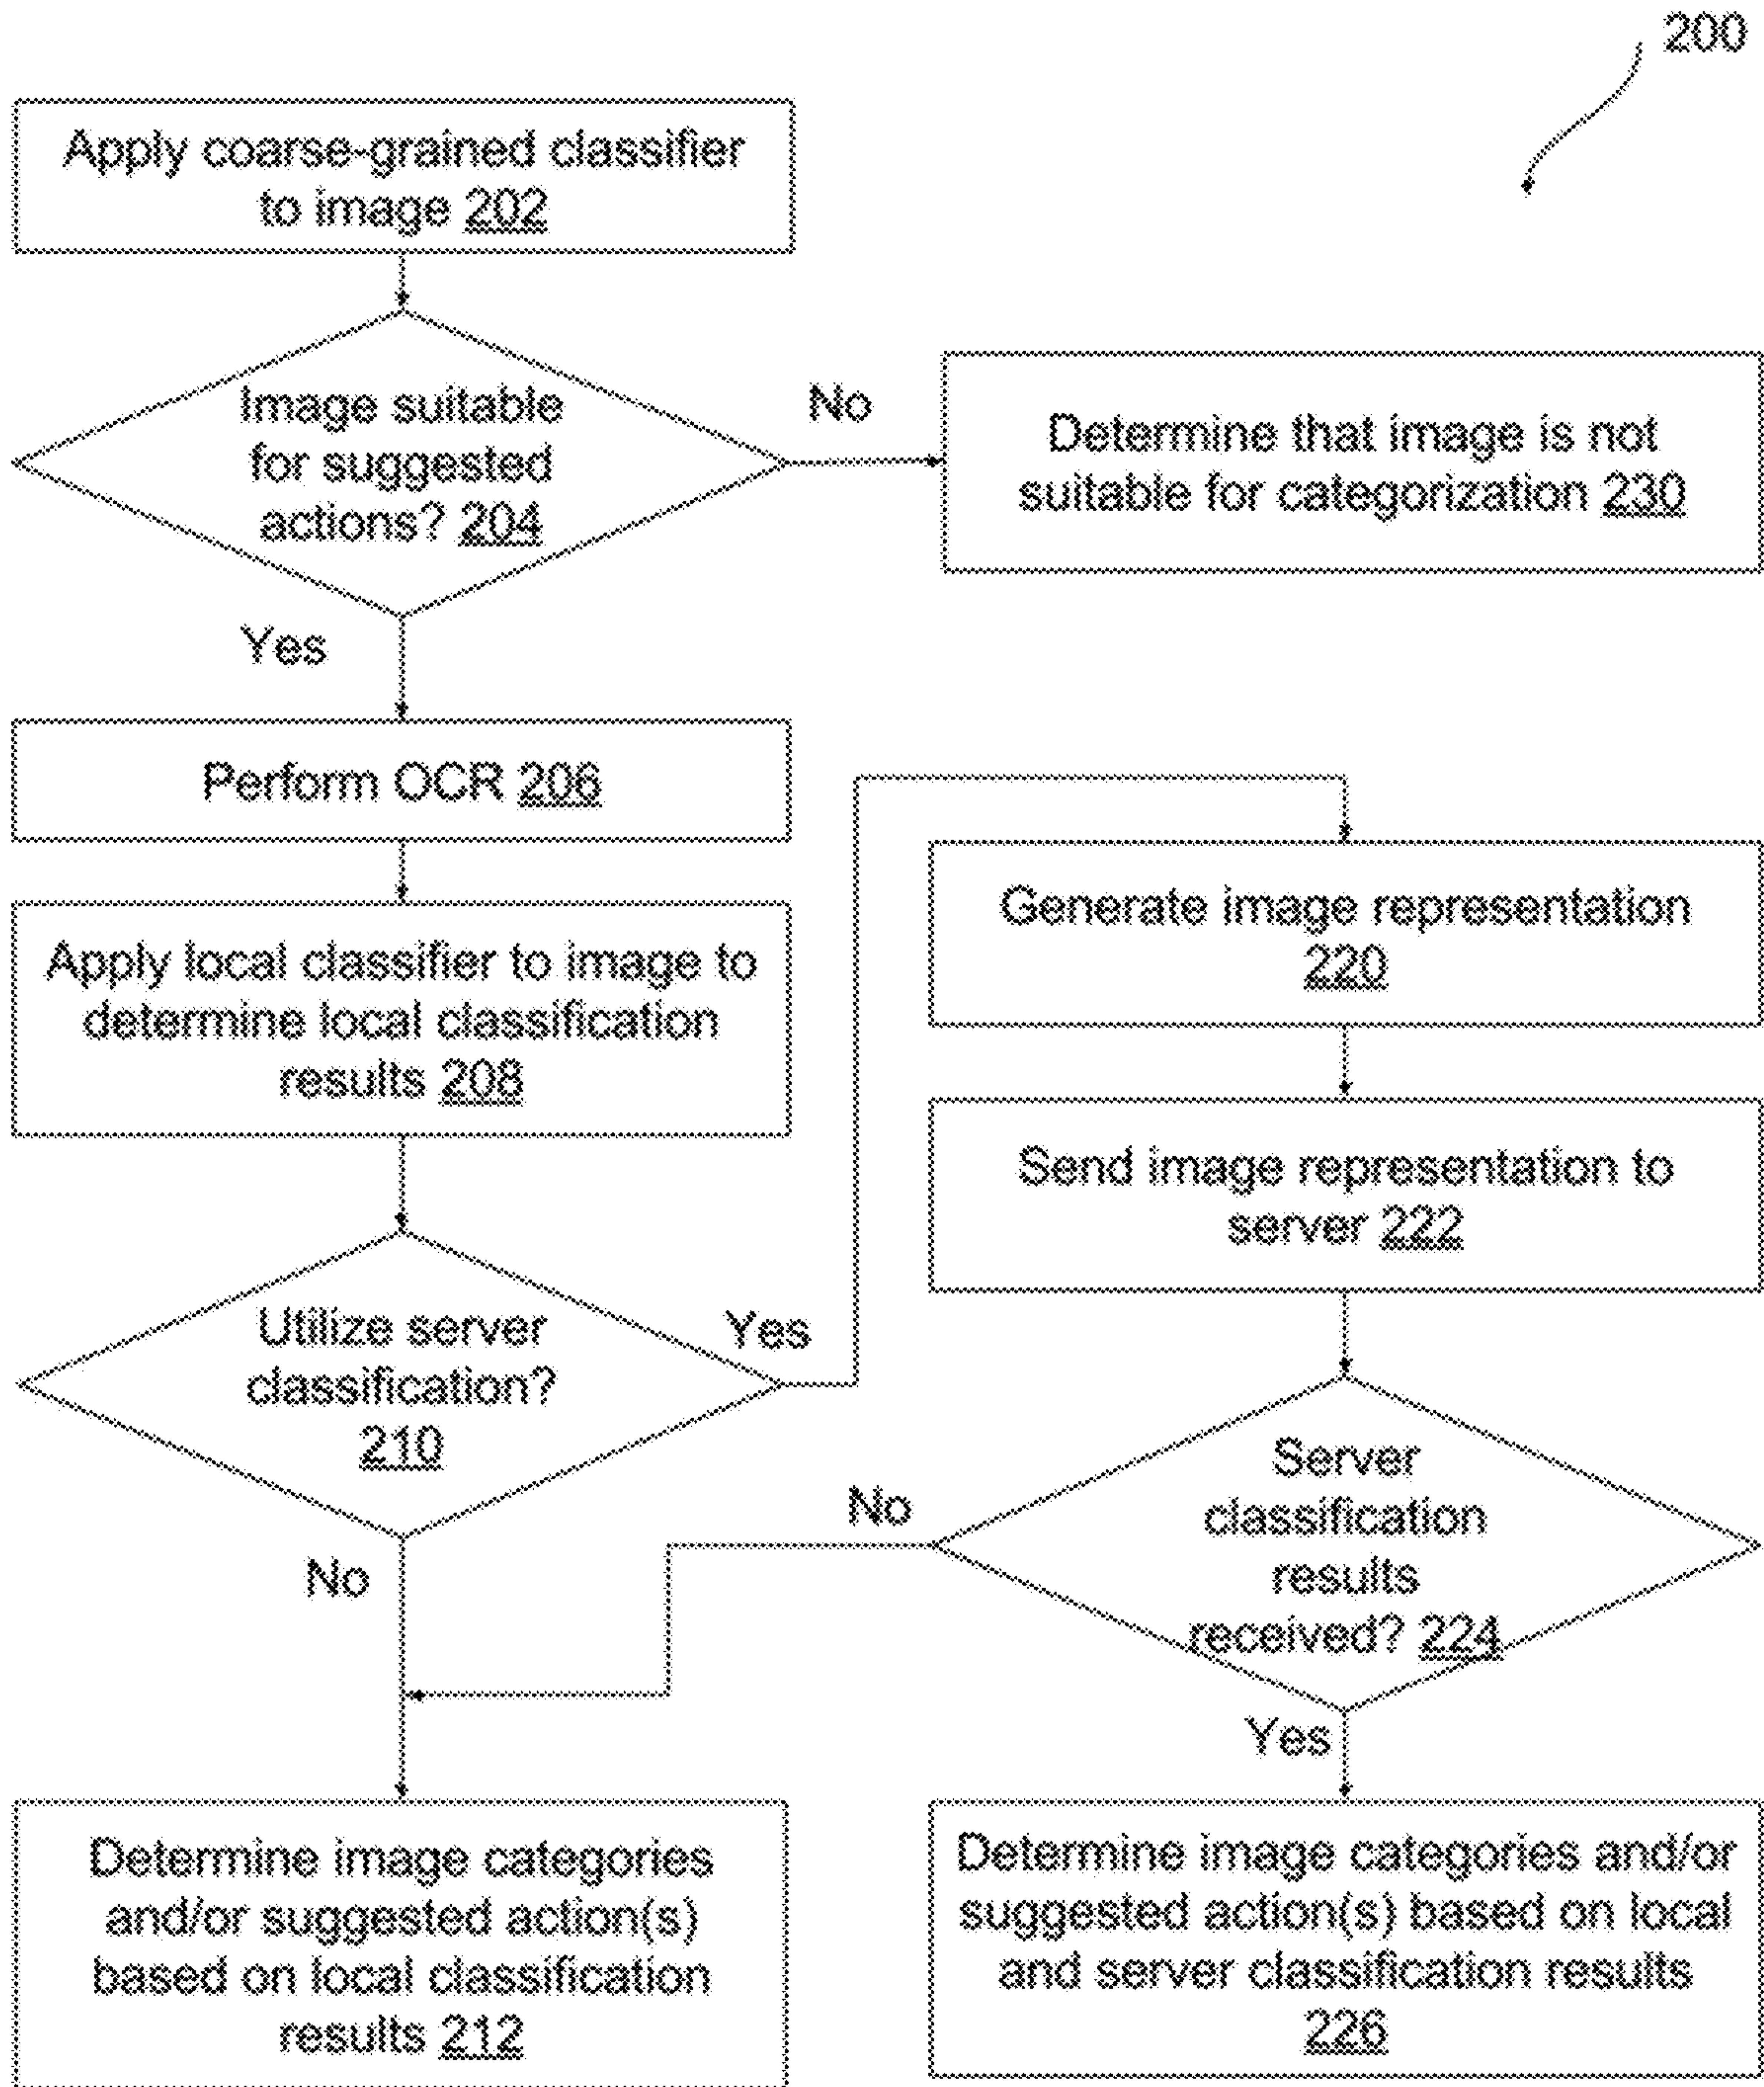 200
Apply coarse-grained classifier
to image 202
Image suitable
for suggested
actions? 204
No
Determine that image is not
suitable for categorization 230
Yes
Perform OCR 206
Apply local classifier to image to
determine local classification
results 208
Utilize server
classification?
210
Yes
No
Generate image representation
220
Send image representation to
server 222
Server
classification
results
received? 224
No
Yes
Determine image categories
and/or suggested action(s)
based on local classification
results 212
Determine image categories and/or
suggested action(s) based on local
and server classification results
226